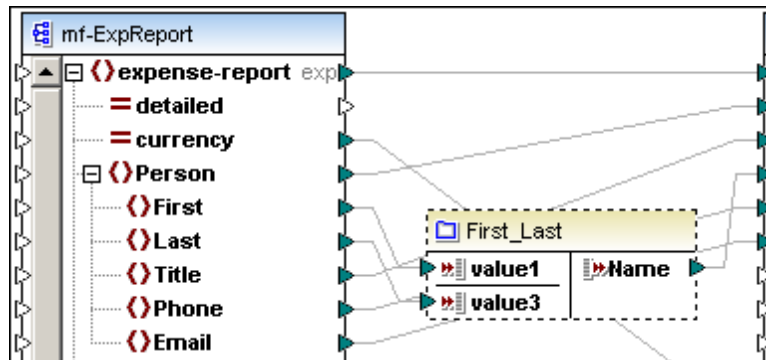 mf-ExpReport
expense-report exp
detailed
currency
Person
First
Last
Title
Phone
Email
First_Last
value1
Name
value3